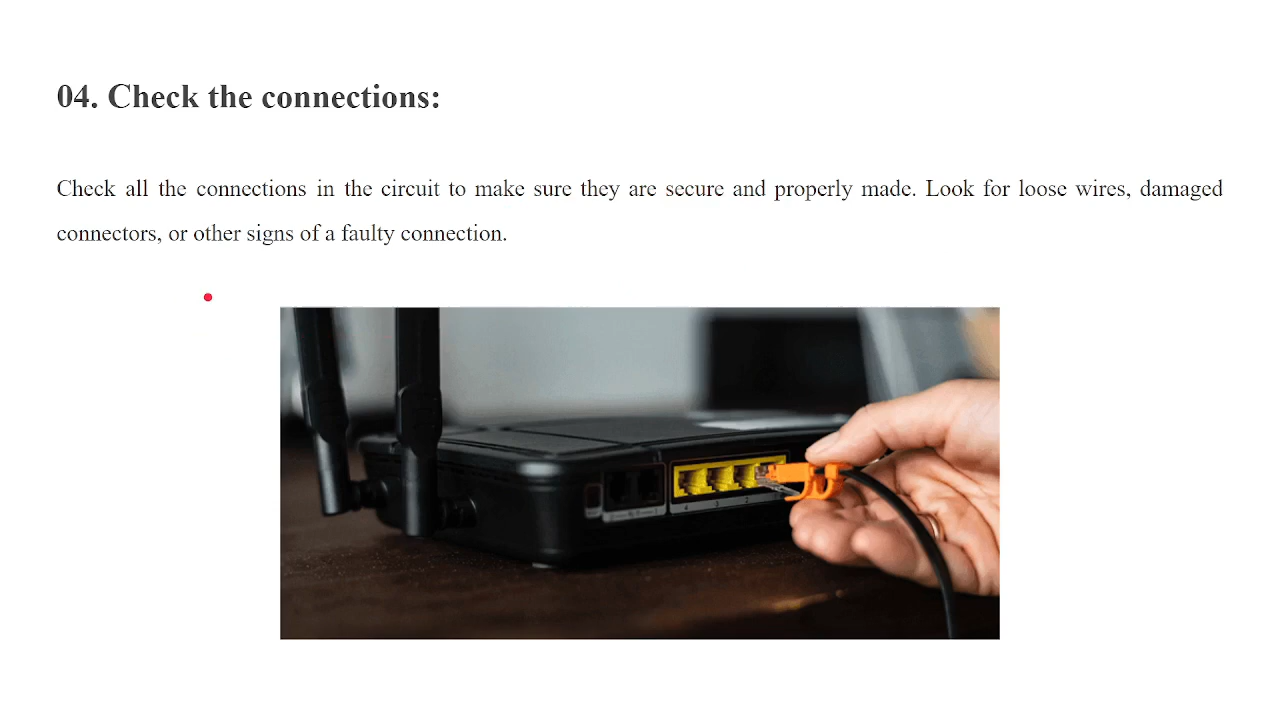 04. Check the connections:
Check all the connections in the circuit to make sure they are secure and properly made. Look for loose wires, damaged
connectors, or other signs of a faulty connection.